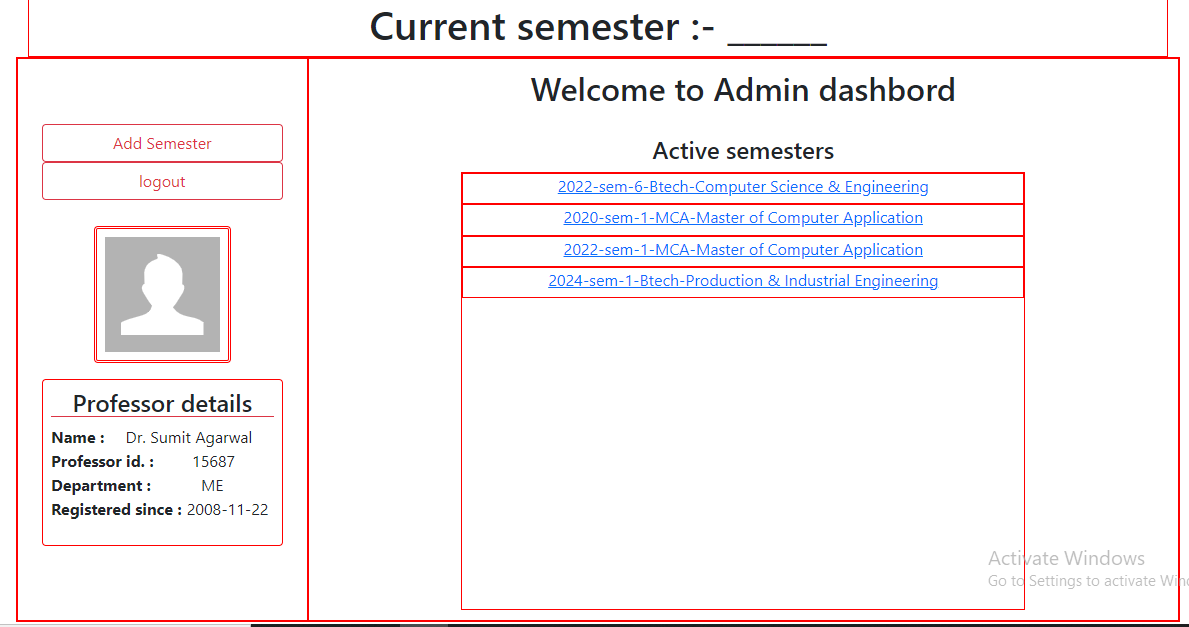 Current semester :- ______
Welcome to Admin dashbord
Add Semester
logout
Professor details
Name : Dr. Sumit Agarwal
Professor id. : 15687
Department : ME
Registered since : 2008-11-22
Active semesters
2022-sem-6-Btech-Computer Science & Engineering
2020-sem-1-MCA-Master of Computer Application
2022-sem-1-MCA-Master of Computer Application
2024-sem-1-Btech-Production & Industrial Engineering
Activate Windows
Go to Settings to activate